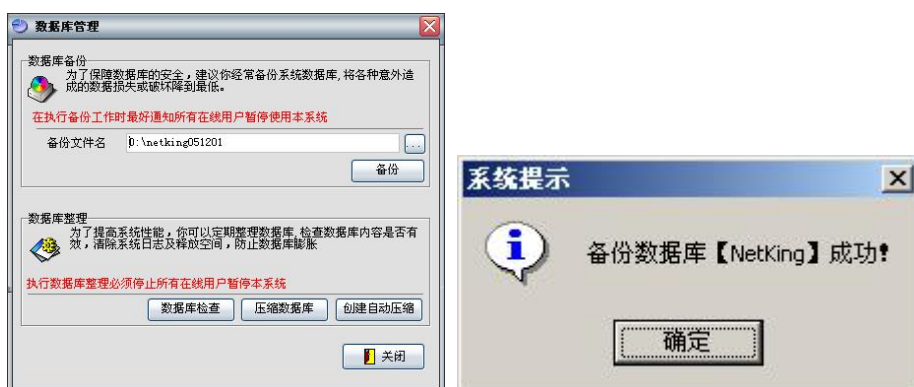 数据库管理
数据库备份
为了保障数据库的安全，建议你经常备份系统数据库,将各种意外造
成的数据损失或破坏降到最低。
在执行备份工作时最好通知所有在线用户暂停使用本系统
备份文件名 D:\netking051201 ...
备份
数据库整理
为了提高系统性能，你可以定期整理数据库,检查数据库内容是否有
效，清除系统日志及释放空间，防止数据库膨胀
执行数据库整理必须停止所有在线用户暂停本系统
数据库检查 压缩数据库 创建自动压缩
关闭
系统提示
备份数据库【NetKing】成功!
确定